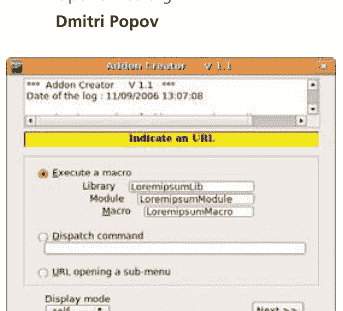 Dmitri Popov
Addon Creator V 1.1
*** Addon Creator V 1.1 ***
Date of the log : 11/09/2006 13:07:08
Indicate an URL
Execute a macro
Library LoremipsumLib
Module LoremipsumModule
Macro LoremipsumMacro
Dispatch command
URL opening a sub-menu
Display mode
Next >>